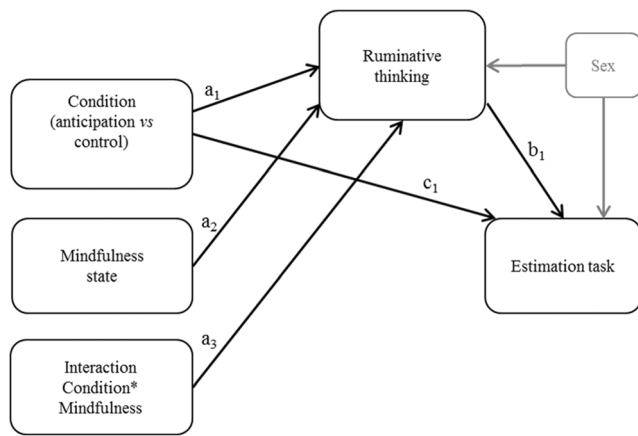 Ruminative
thinking
Sex
a1
Condition
(anticipation vs
control)
b1
c1
a2
Mindfulness
state
Estimation task
a3
Interaction
Condition*
Mindfulness